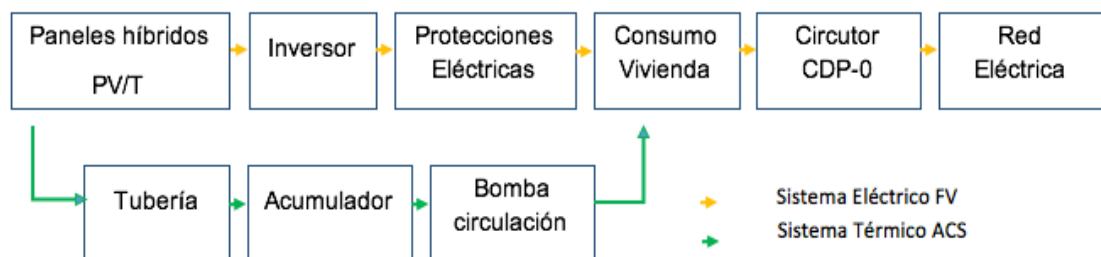 Paneles híbridos
PV/T
Inversor
Protecciones
Eléctricas
Consumo
Vivienda
Circutor
CDP-0
Red
Eléctrica
Tubería
Acumulador
Bomba
circulación
Sistema Eléctrico FV
Sistema Térmico ACS